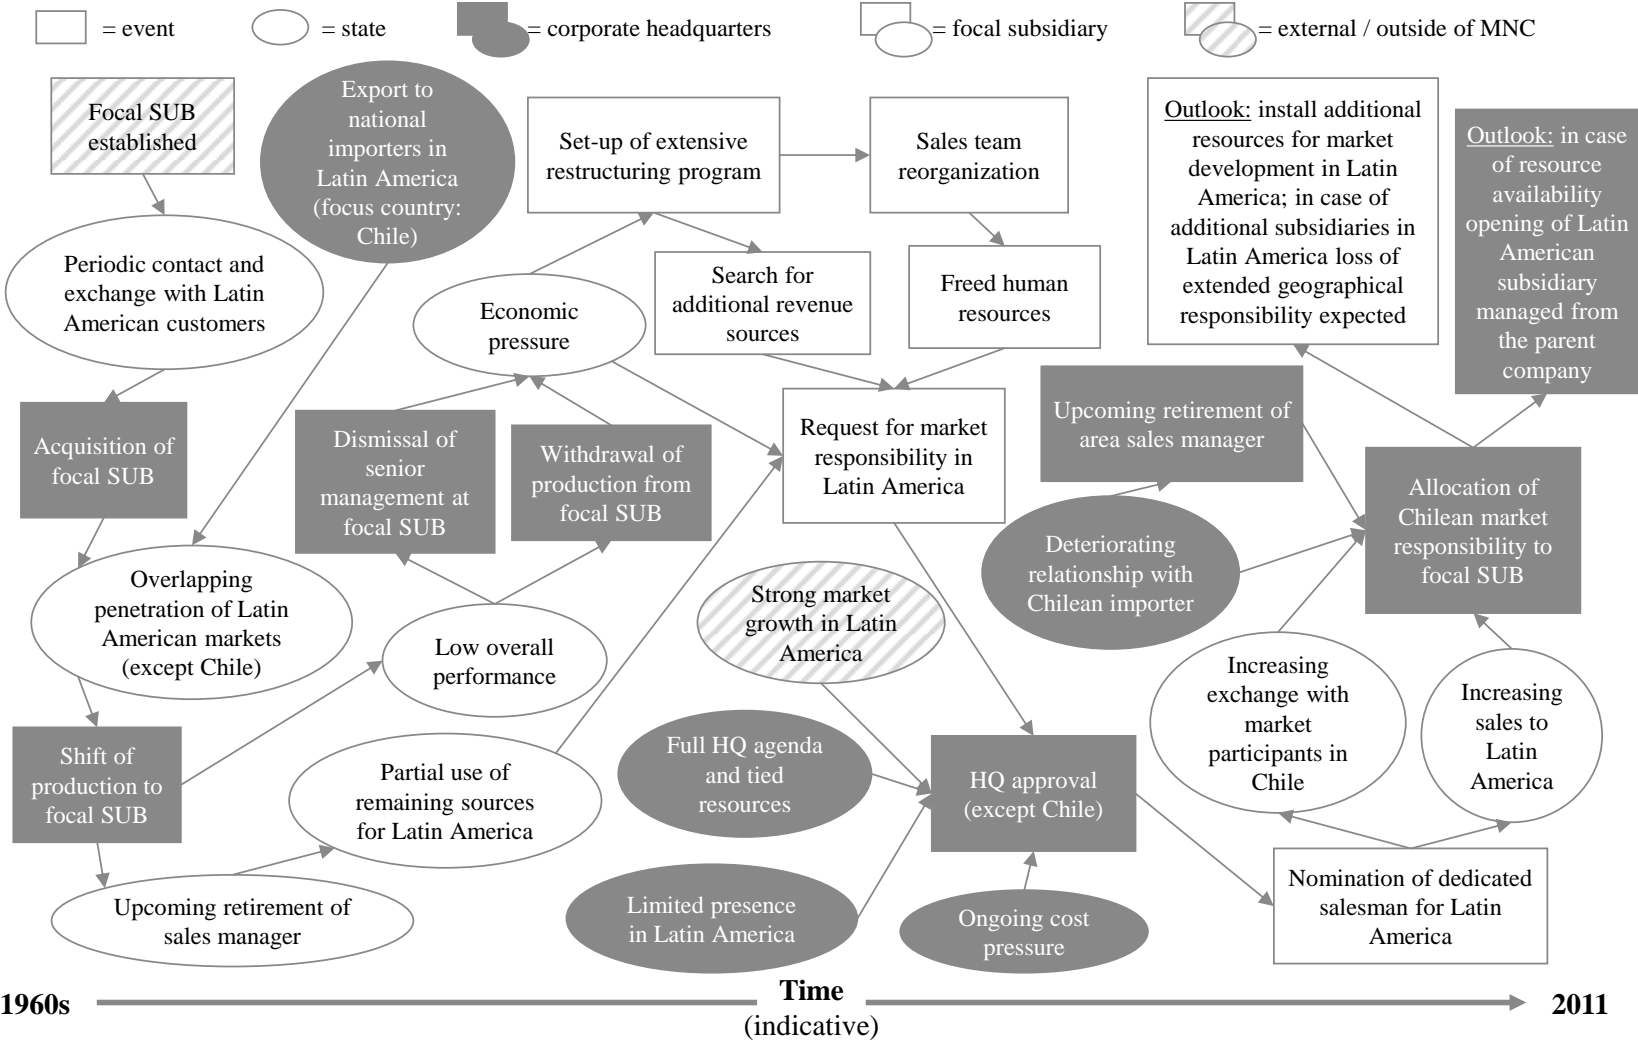 = event
= state
= corporate headquarters
= focal subsidiary
= external / outside of MNC
Focal SUB
established
Export to
national
importers in
Latin America
(focus country:
Chile)
Set-up of extensive
restructuring program
Sales team
reorganization
Outlook: install additional
resources for market
development in Latin
America; in case of
additional subsidiaries in
Latin America loss of
extended geographical
responsibility expected
Outlook: in case
of resource
availability
opening of Latin
American
subsidiary
managed from
the parent
company
Periodic contact and
exchange with Latin
American customers
Economic
pressure
Search for
additional revenue
sources
Freed human
resources
Acquisition of
focal SUB
Dismissal of
senior
management at
focal SUB
Withdrawal of
production from
focal SUB
Request for market
responsibility in
Latin America
Upcoming retirement of
area sales manager
Allocation of
Chilean market
responsibility to
focal SUB
Overlapping
penetration of Latin
American markets
(except Chile)
Low overall
performance
Strong market
growth in Latin
America
Deteriorating
relationship with
Chilean importer
Increasing
exchange with
market
participants in
Chile
Increasing
sales to
Latin
America
Shift of
production to
focal SUB
Partial use of
remaining sources
for Latin America
Full HQ agenda
and tied
resources
HQ approval
(except Chile)
Upcoming retirement of
sales manager
Limited presence
in Latin America
Ongoing cost
pressure
Nomination of dedicated
salesman for Latin
America
1960s
Time
(indicative)
2011